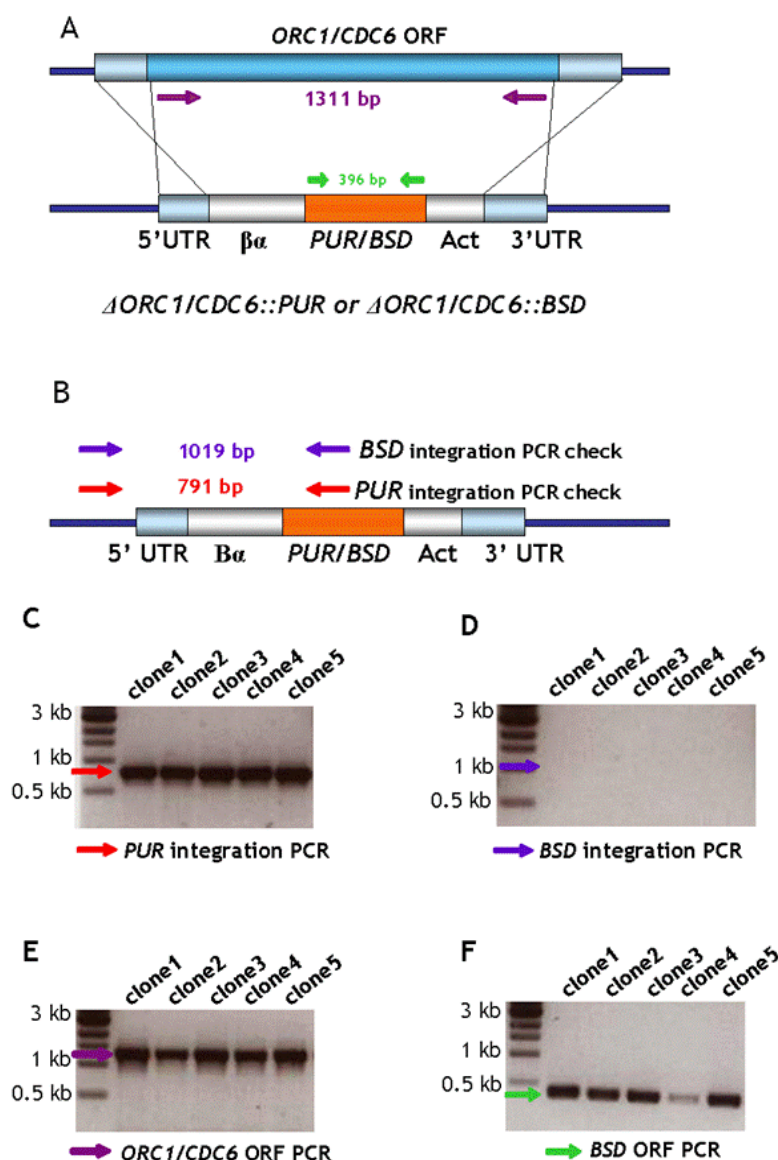 A
ORC1/CDC6 ORF
1311 bp
396 bp
5'UTR βα PUR/BSD Act 3'UTR
ΔORC1/CDC6::PUR or ΔORC1/CDC6::BSD
B
1019 bp BSD integration PCR check
791 bp PUR integration PCR check
5' UTR Bα PUR/BSD Act 3' UTR
C
clone1 clone2 clone3 clone4 clone5
3 kb
1 kb
0.5 kb
PUR integration PCR
D
clone1 clone2 clone3 clone4 clone5
3 kb
1 kb
0.5 kb
BSD integration PCR
E
clone1 clone2 clone3 clone4 clone5
3 kb
1 kb
0.5 kb
ORC1/CDC6 ORF PCR
F
clone1 clone2 clone3 clone4 clone5
3 kb
1 kb
0.5 kb
BSD ORF PCR